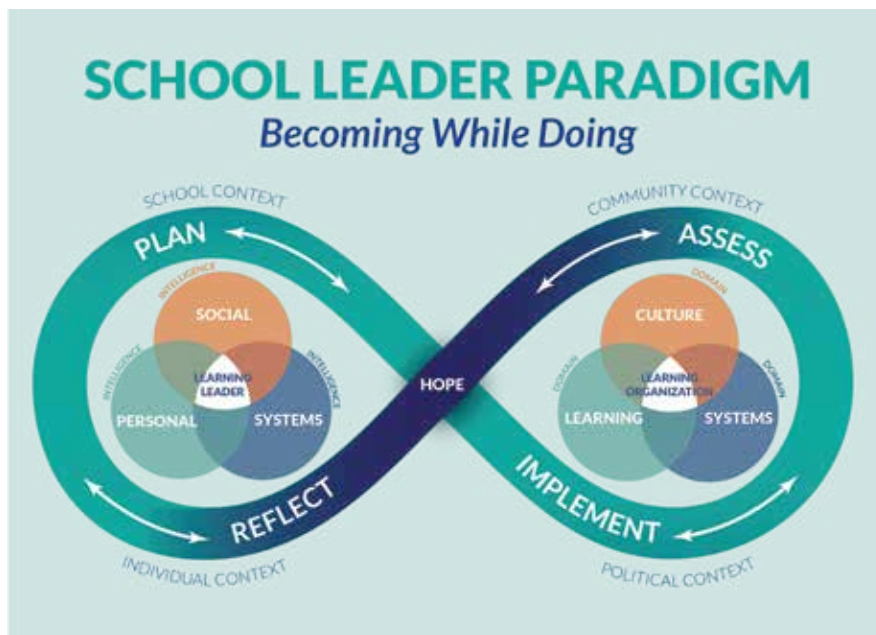 SCHOOL LEADER PARADIGM
Becoming While Doing
SCHOOL CONTEXT
PLAN
INTELLIGENCE
SOCIAL
INTELLIGENCE
INTELLIGENCE
LEARNING
LEADER
PERSONAL
SYSTEMS
REFLECT
INDIVIDUAL CONTEXT
HOPE
COMMUNITY CONTEXT
ASSESS
DOMAIN
CULTURE
DOMAIN
DOMAIN
LEARNING
ORGANIZATION
LEARNING
SYSTEMS
IMPLEMENT
POLITICAL CONTEXT